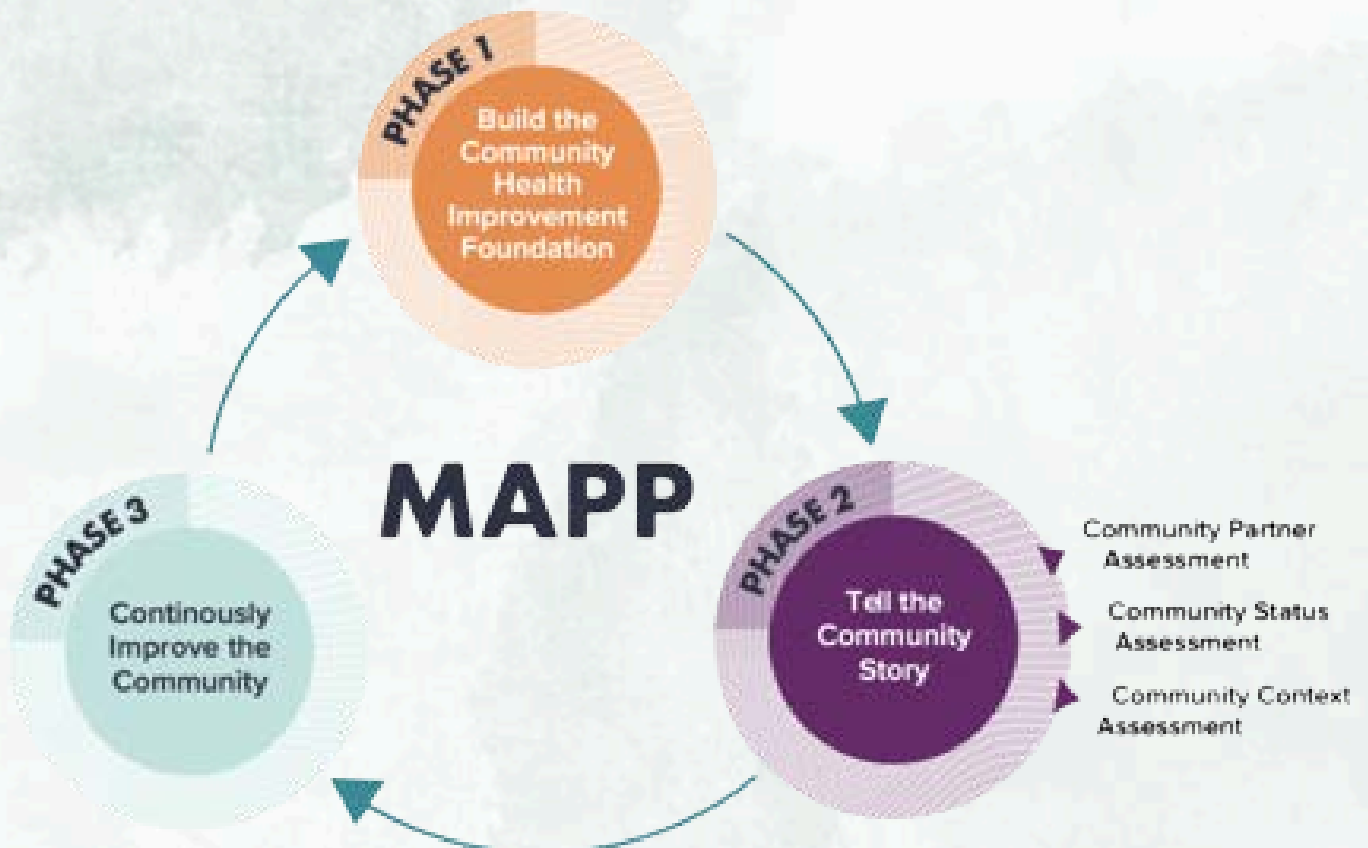 PHASE 1
Build the
Community
Health
Improvement
Foundation
MAPP
PHASE 2
Tell the
Community
Story
Community Partner
Assessment
Community Status
Assessment
Community Context
Assessment
PHASE 3
Continously
Improve the
Community